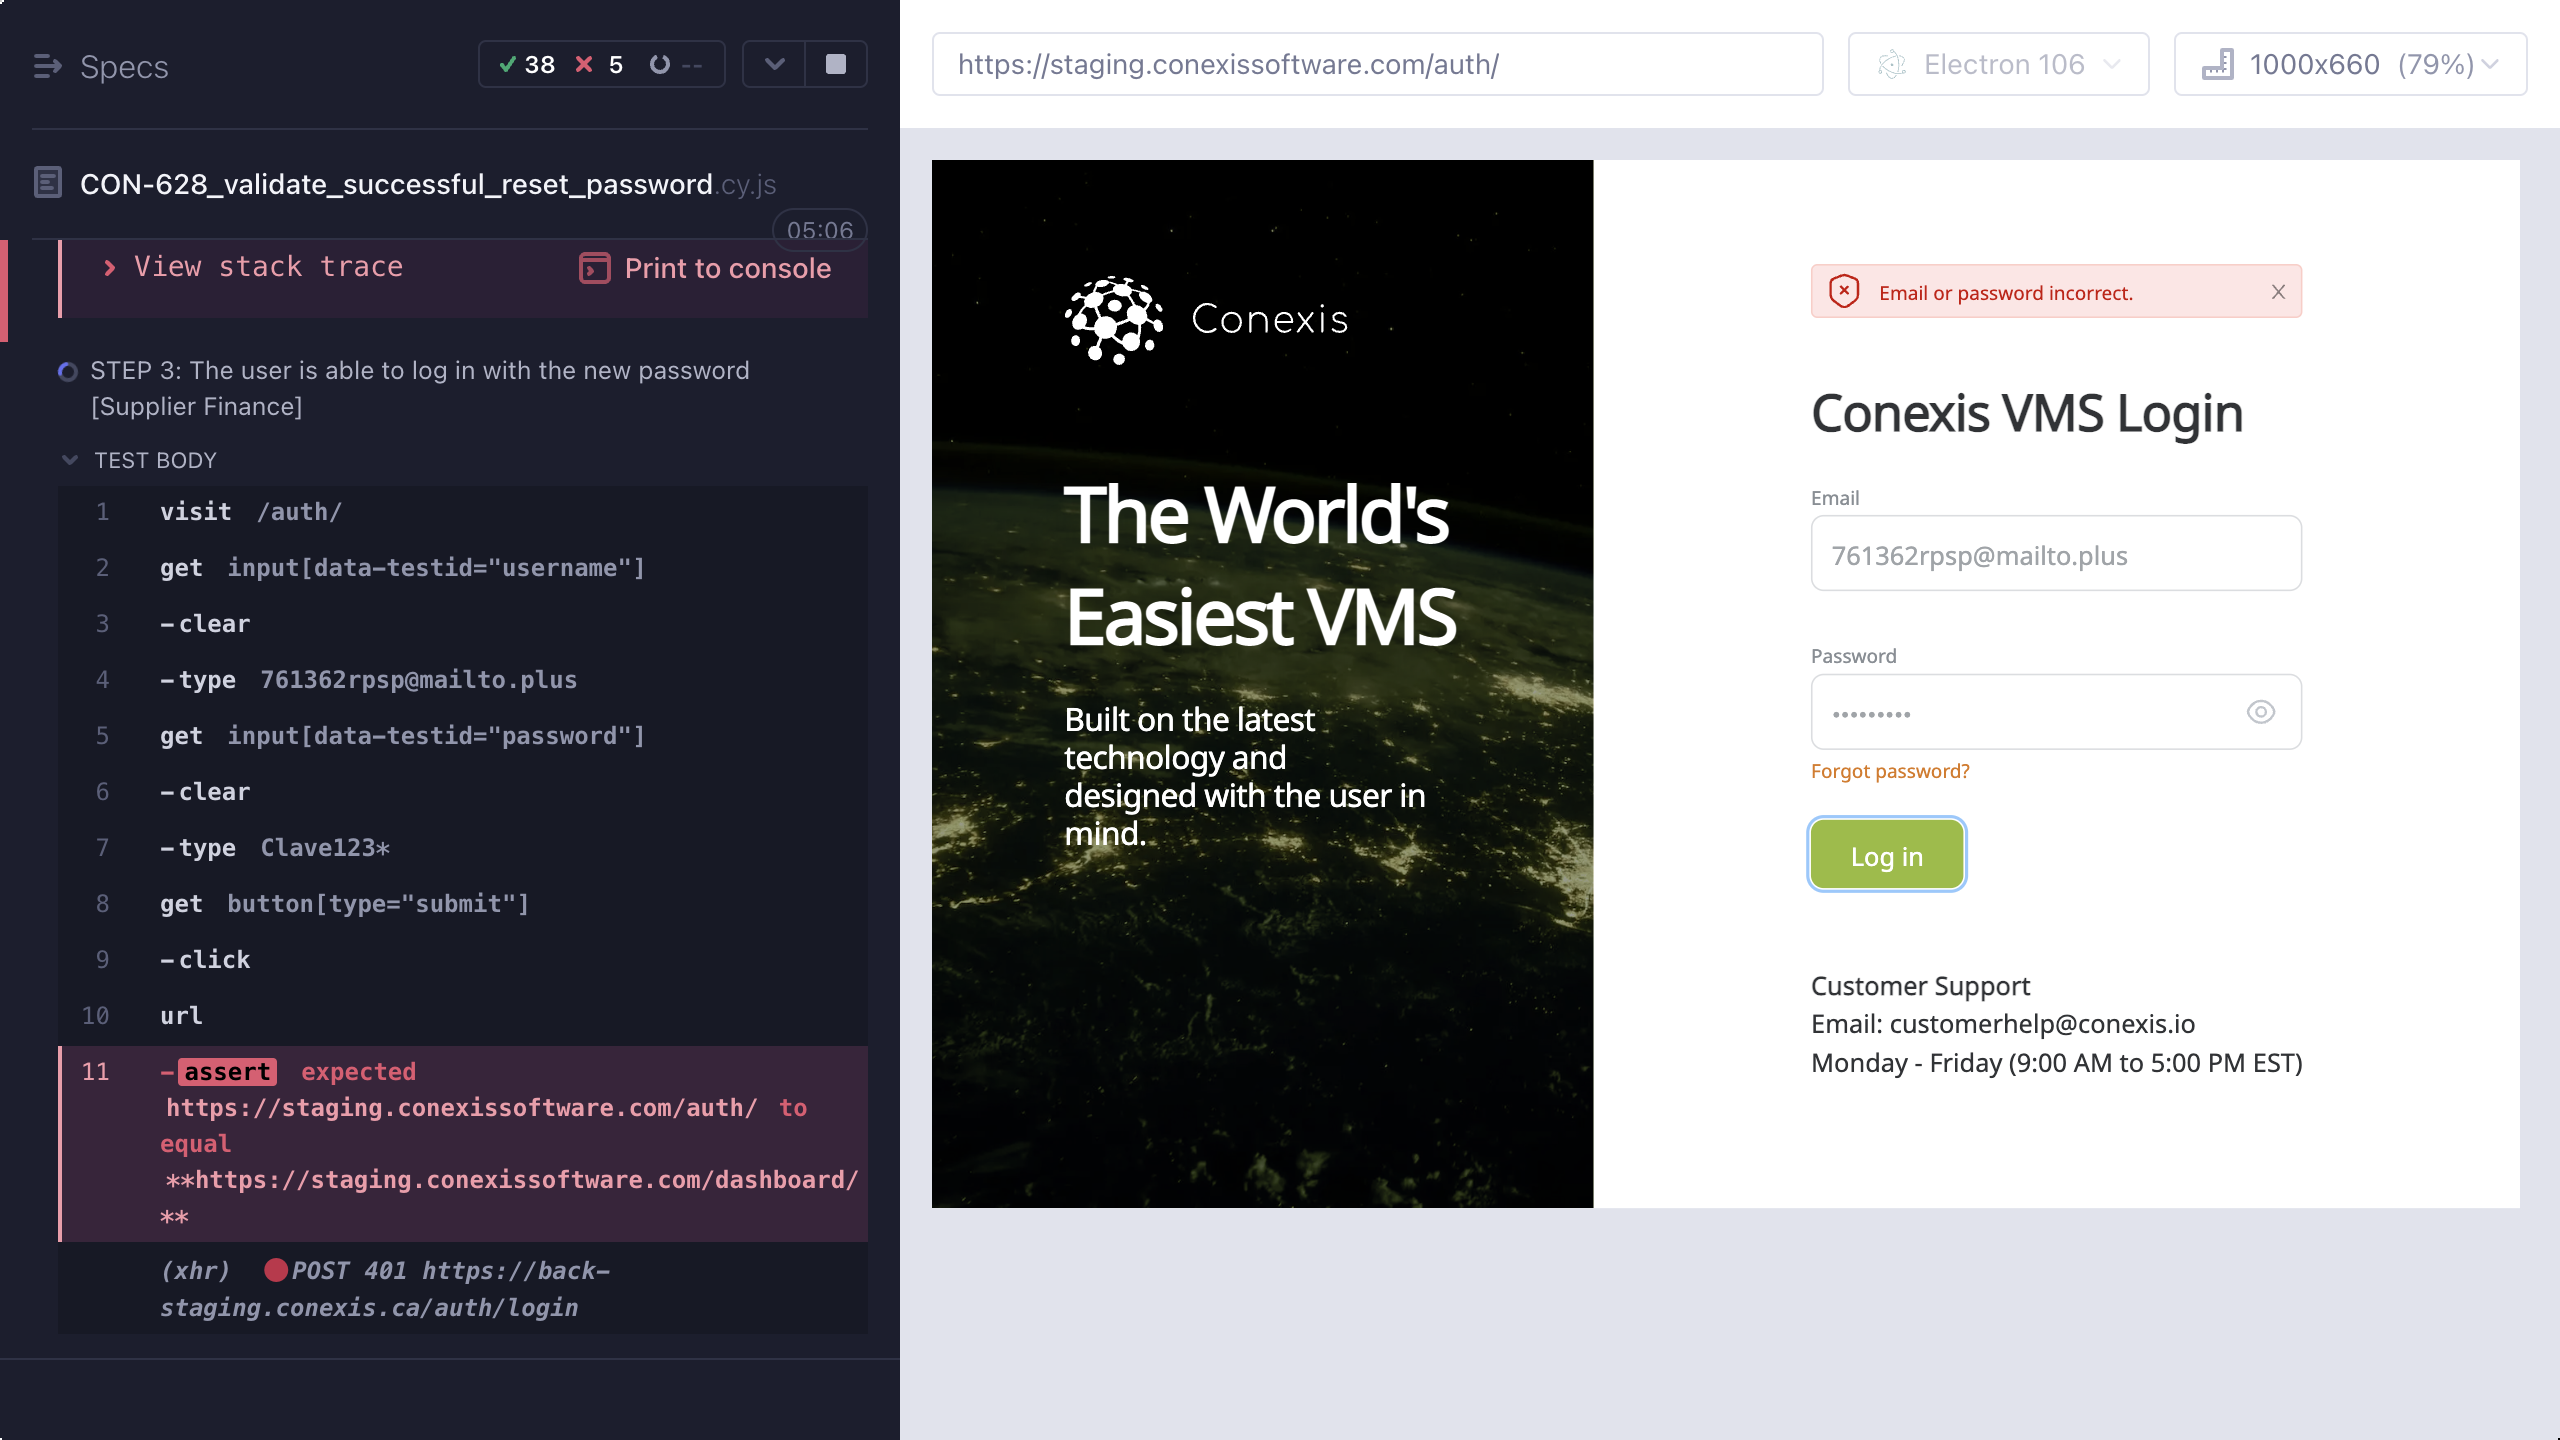 Specs
38 5 --
CON-628_validate_successful_reset_password.cy.js
05:06
View stack trace
Print to console
STEP 3: The user is able to log in with the new password
[Supplier Finance]
TEST BODY
1 visit /auth/
2 get input[data-testid="username"]
3 -clear
4 -type 761362rpsp@mailto.plus
5 get input[data-testid="password"]
6 -clear
7 -type Clave123*
8 get button[type="submit"]
9 -click
10 url
11 -assert expected
https://staging.conexissoftware.com/auth/ to
equal
**https://staging.conexissoftware.com/dashboard/
**
(xhr) POST 401 https://back-
staging.conexis.ca/auth/login
https://staging.conexissoftware.com/auth/
Electron 106
1000x660 (79%)
Conexis
The World's
Easiest VMS
Built on the latest
technology and
designed with the user in
mind.
Email or password incorrect.
Conexis VMS Login
Email
761362rpsp@mailto.plus
Password
•••••••••
Forgot password?
Log in
Customer Support
Email: customerhelp@conexis.io
Monday - Friday (9:00 AM to 5:00 PM EST)